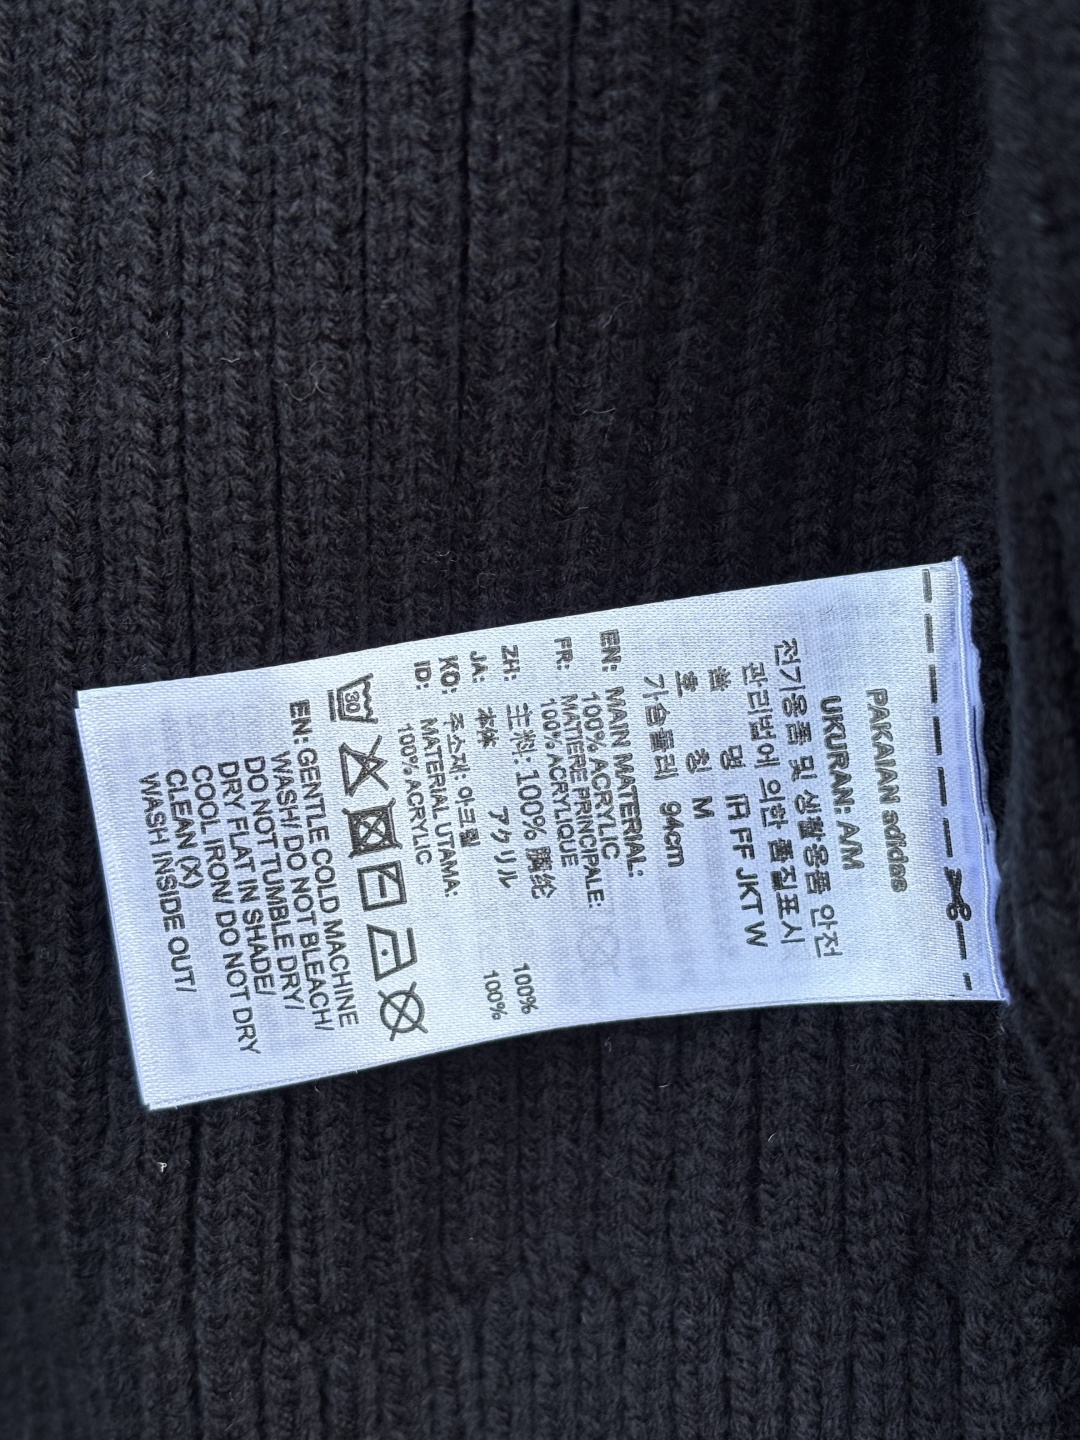 PAKAIAN adidas
UKURAN: A/M
전기용품 및 생활용품 안전
관리법에 의한 품질표시
품 명 IR FF JKT W
호 칭 M
가슴둘레 94cm
EN: MAIN MATERIAL:
100% ACRYLIC
FR: MATIERE PRINCIPALE:
100% ACRYLIQUE
ZH: 主料: 100% 腈纶 100%
JA: 本体 アクリル 100%
KO: 겉소재: 아크릴
ID: MATERIAL UTAMA:
100% ACRYLIC
30
EN: GENTLE COLD MACHINE
WASH/ DO NOT BLEACH/
DO NOT TUMBLE DRY/
DRY FLAT IN SHADE/
COOL IRON/ DO NOT DRY
CLEAN (X)
WASH INSIDE OUT/